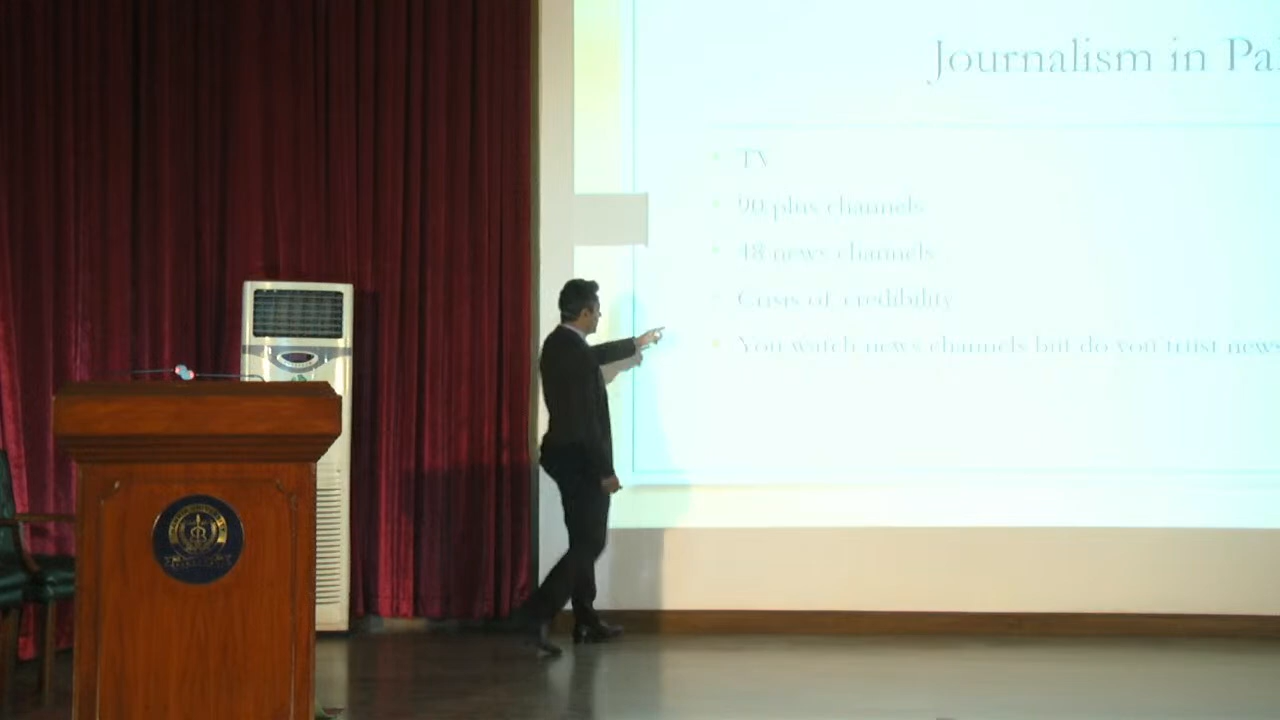 Journalism in Pa
TV
90 plus channels
48 news channels
Crisis of credibility
You watch news channels but do you trust news